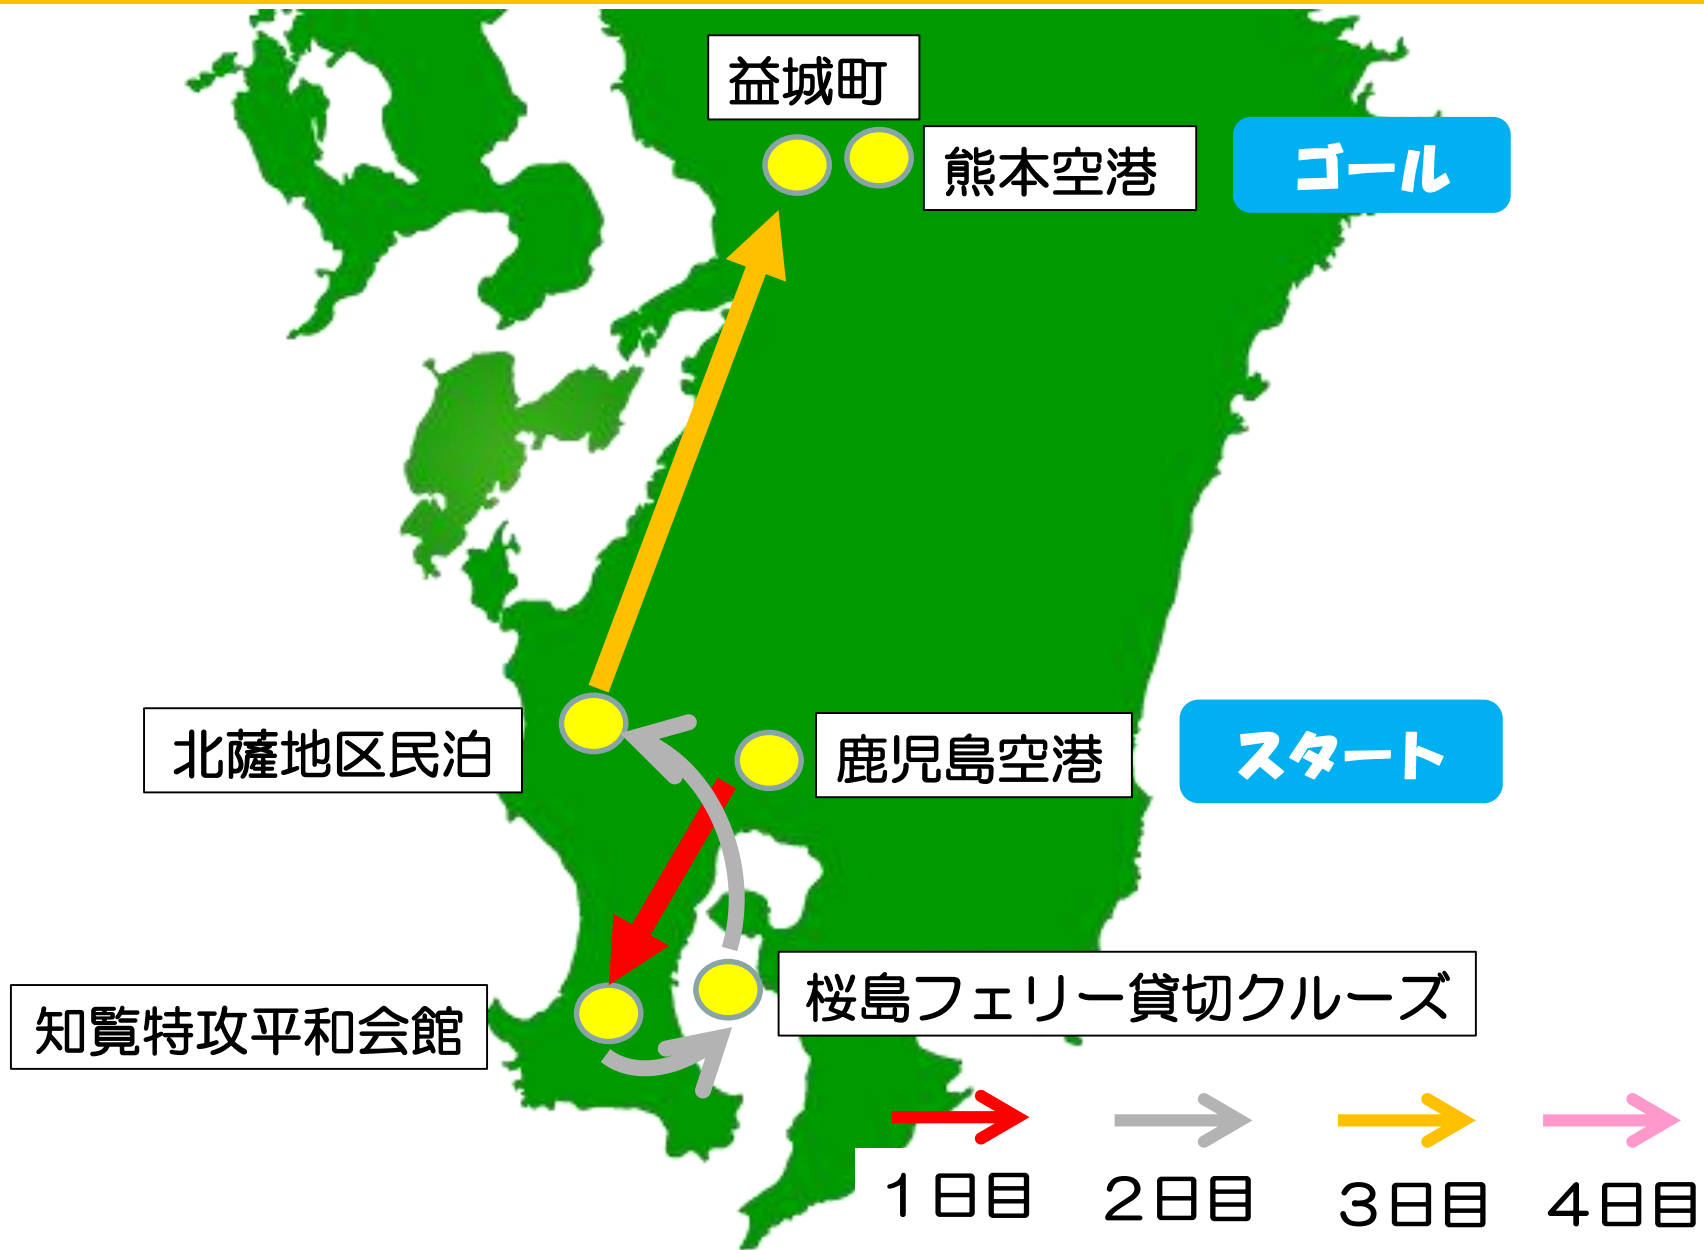 益城町
熊本空港
ゴール
北薩地区民泊
鹿児島空港
スタート
知覧特攻平和会館
桜島フェリー貸切クルーズ
１日目
２日目
３日目
４日目